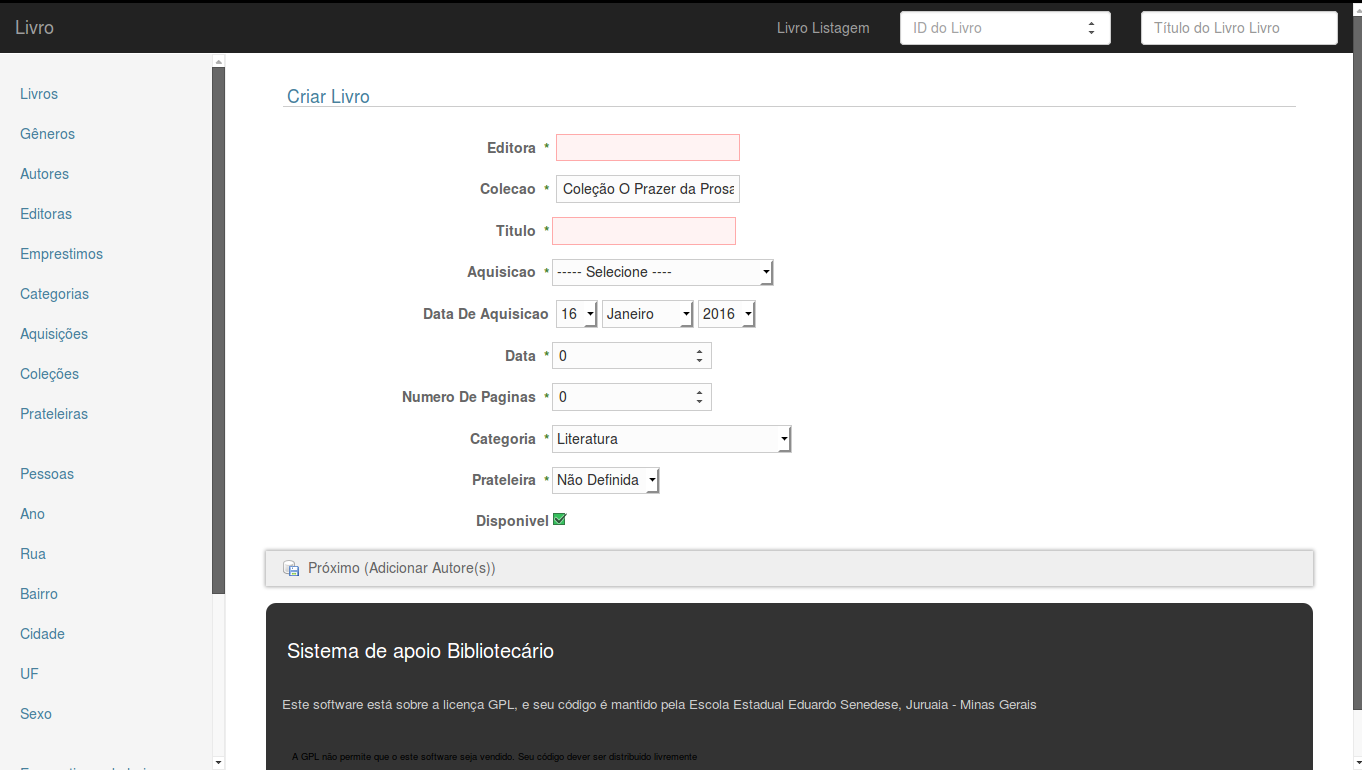 Livro
Livro Listagem
ID do Livro
Título do Livro Livro
Livros
Gêneros
Autores
Editoras
Emprestimos
Categorias
Aquisições
Coleções
Prateleiras
Pessoas
Ano
Rua
Bairro
Cidade
UF
Sexo
Criar Livro
Editora *
Colecao * Coleção O Prazer da Prosa
Titulo *
Aquisicao * ----- Selecione ----
Data De Aquisicao 16 Janeiro 2016
Data * 0
Numero De Paginas * 0
Categoria * Literatura
Prateleira * Não Definida
Disponivel
Próximo (Adicionar Autore(s))
Sistema de apoio Bibliotecário
Este software está sobre a licença GPL, e seu código é mantido pela Escola Estadual Eduardo Senedese, Juruaia - Minas Gerais
A GPL não permite que o este software seja vendido. Seu código dever ser distribuido livremente